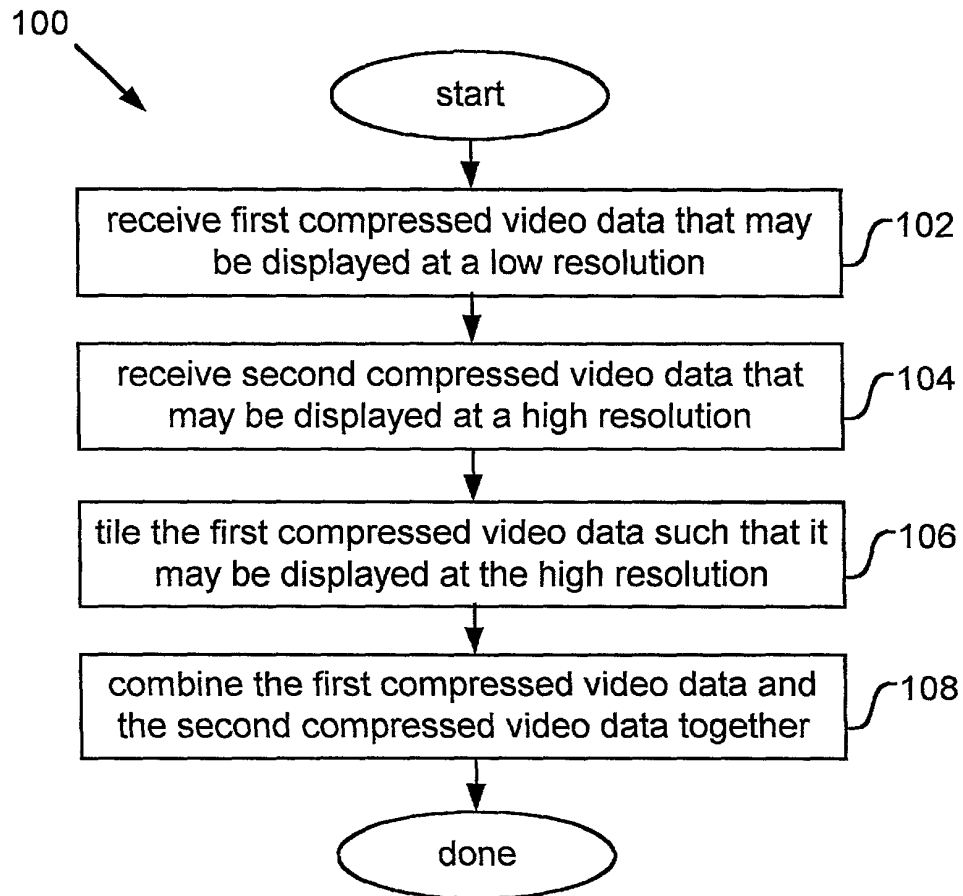 100
start
receive first compressed video data that may
be displayed at a low resolution
102
receive second compressed video data that
may be displayed at a high resolution
104
tile the first compressed video data such that it
may be displayed at the high resolution
106
combine the first compressed video data and
the second compressed video data together
108
done